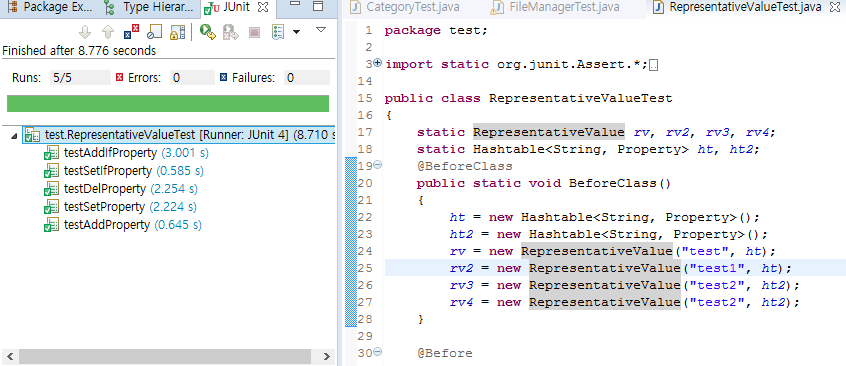 Package Ex...
Type Hierar...
JUnit
Finished after 8.776 seconds
Runs: 5/5
Errors: 0
Failures: 0
test.RepresentativeValueTest [Runner: JUnit 4] (8.710 s
testAddIfProperty (3.001 s)
testSetIfProperty (0.585 s)
testDelProperty (2.254 s)
testSetProperty (2.224 s)
testAddProperty (0.645 s)
CategoryTest.java
FileManagerTest.java
RepresentativeValueTest.java
1 package test;
2
3 import static org.junit.Assert.*;
14
15 public class RepresentativeValueTest
16 {
17 static RepresentativeValue rv, rv2, rv3, rv4;
18 static Hashtable<String, Property> ht, ht2;
19 @BeforeClass
20 public static void BeforeClass()
21 {
22 ht = new Hashtable<String, Property>();
23 ht2 = new Hashtable<String, Property>();
24 rv = new RepresentativeValue("test", ht);
25 rv2 = new RepresentativeValue("test1", ht);
26 rv3 = new RepresentativeValue("test2", ht2);
27 rv4 = new RepresentativeValue("test2", ht2);
28 }
29
30 @Before